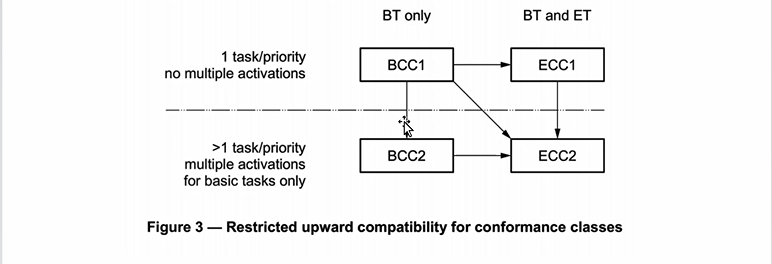 BT only
BT and ET
1 task/priority
no multiple activations
BCC1
ECC1
>1 task/priority
multiple activations
for basic tasks only
BCC2
ECC2
Figure 3 — Restricted upward compatibility for conformance classes